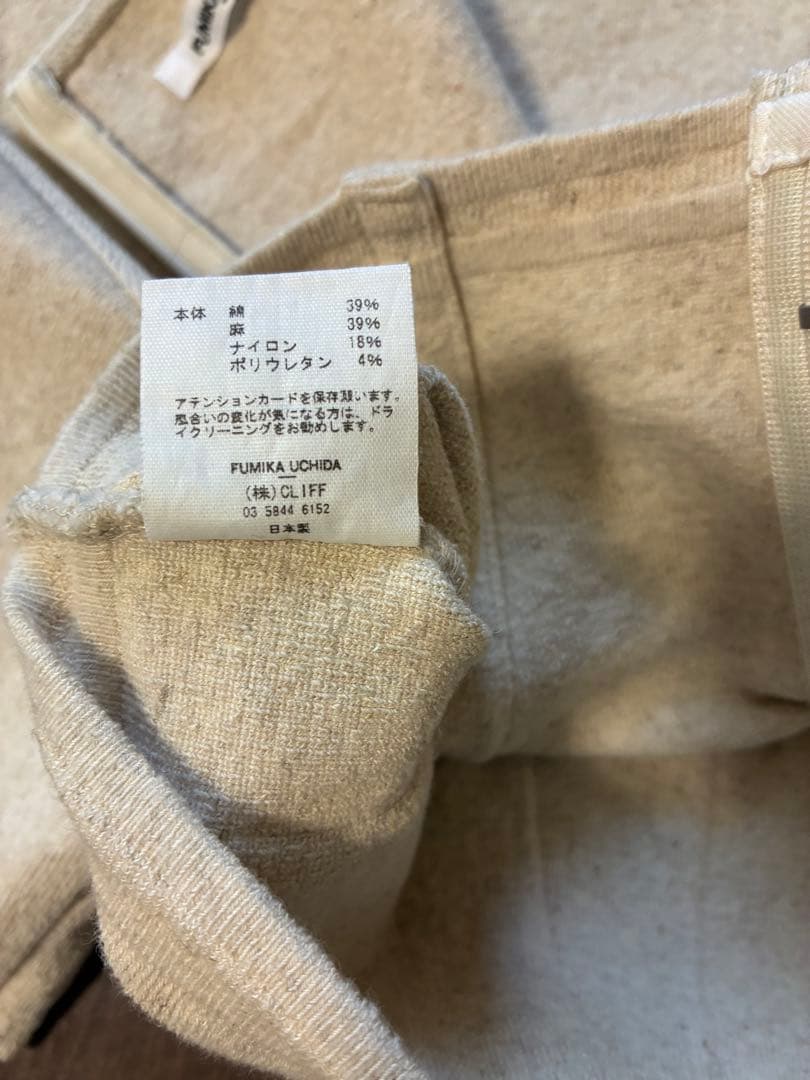 FUMIKA
本体 綿 39%
麻 39%
ナイロン 18%
ポリウレタン 4%
アテンションカードを保存願います。
風合いの変化が気になる方は、ドラ
イクリーニングをお勧めします。
FUMIKA UCHIDA
(株)CLIFF
03 5844 6152
日本製